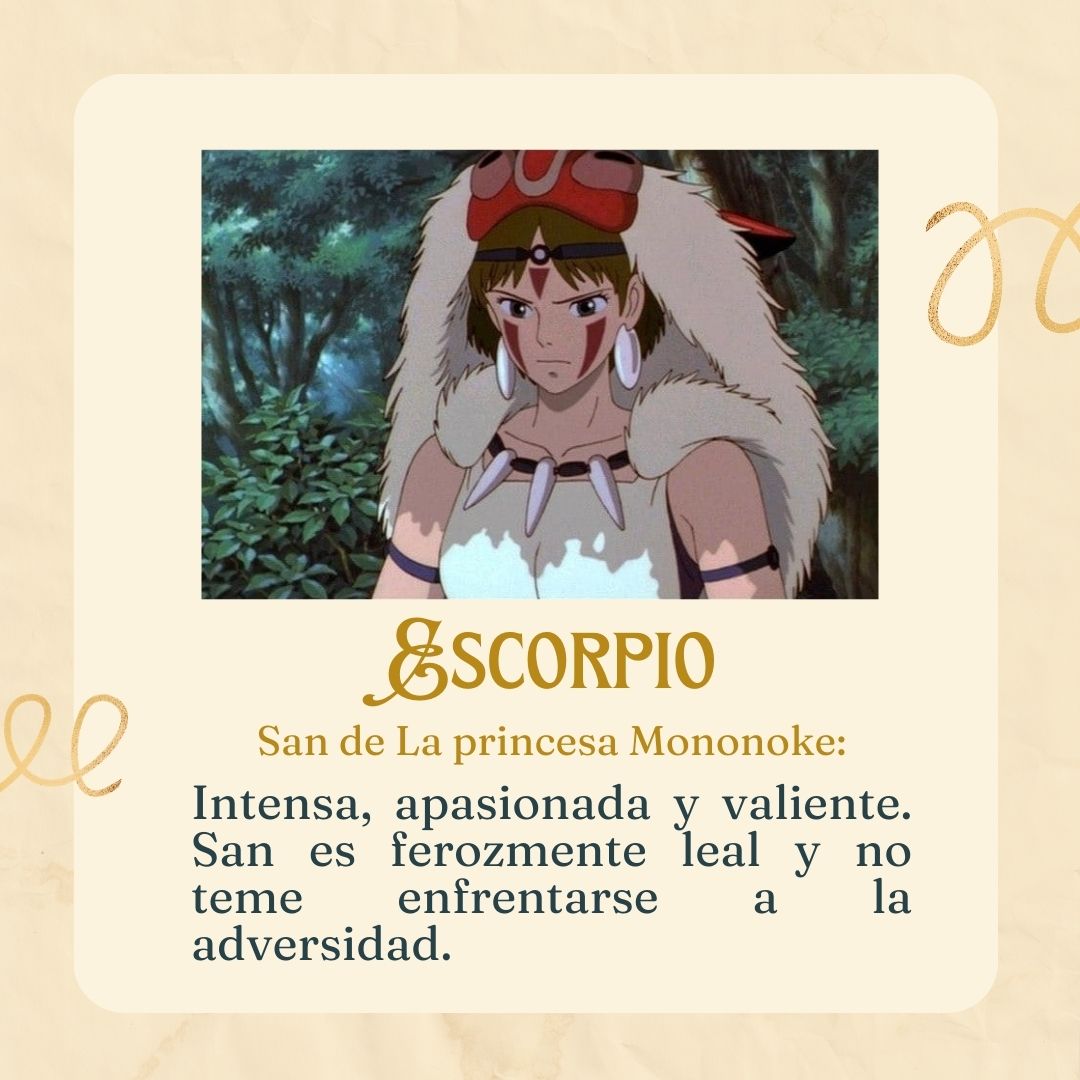 Escorpio
San de La princesa Mononoke:
Intensa, apasionada y valiente.
San es ferozmente leal y no
teme enfrentarse a la
adversidad.